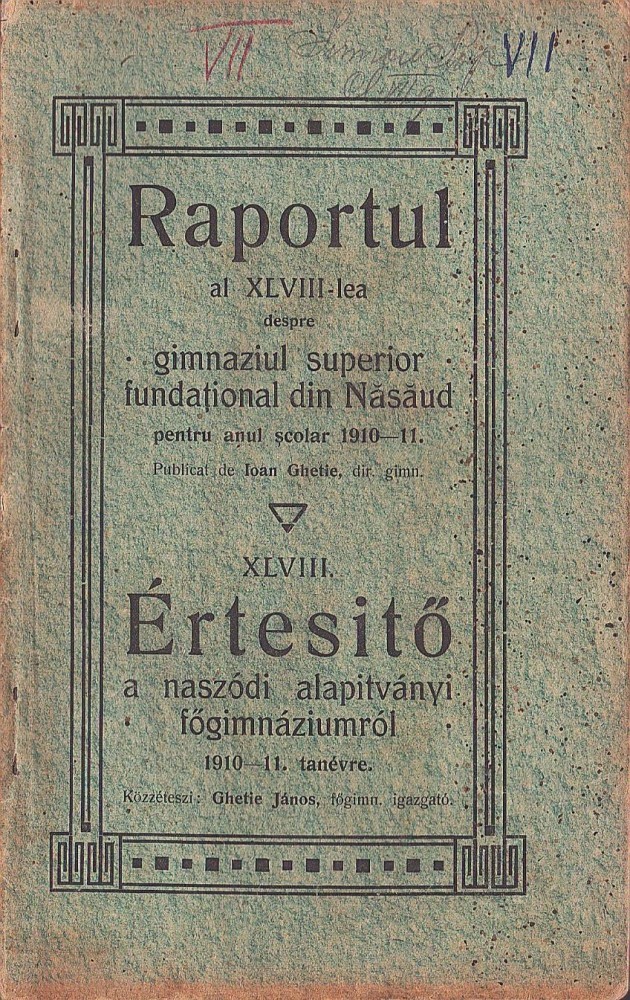 VII
VII
Raportul
al XLVIII-lea
despre
gimnaziul superior
fundațional din Năsăud
pentru anul școlar 1910—11.
Publicat de Ioan Ghetie, dir. gimn.
XLVIII.
Értesitő
a naszódi alapitványi
főgimnáziumról
1910—11. tanévre.
Közzéteszi: Ghetie János, főgimn. igazgató.